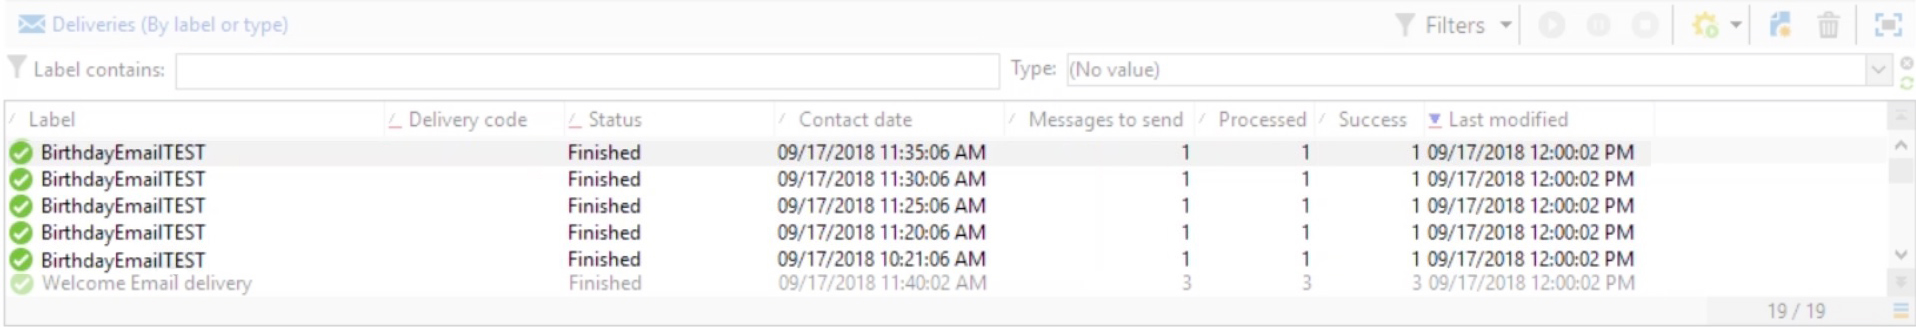 Deliveries (By label or type) Filters
Label contains: Type: (No value)
Label Delivery code Status Contact date Messages to send Processed Success Last modified
BirthdayEmailTEST Finished 09/17/2018 11:35:06 AM 1 1 1 09/17/2018 12:00:02 PM
BirthdayEmailTEST Finished 09/17/2018 11:30:06 AM 1 1 1 09/17/2018 12:00:02 PM
BirthdayEmailTEST Finished 09/17/2018 11:25:06 AM 1 1 1 09/17/2018 12:00:02 PM
BirthdayEmailTEST Finished 09/17/2018 11:20:06 AM 1 1 1 09/17/2018 12:00:02 PM
BirthdayEmailTEST Finished 09/17/2018 10:21:06 AM 1 1 1 09/17/2018 12:00:02 PM
Welcome Email delivery Finished 09/17/2018 11:40:02 AM 3 3 3 09/17/2018 12:00:02 PM
19 / 19